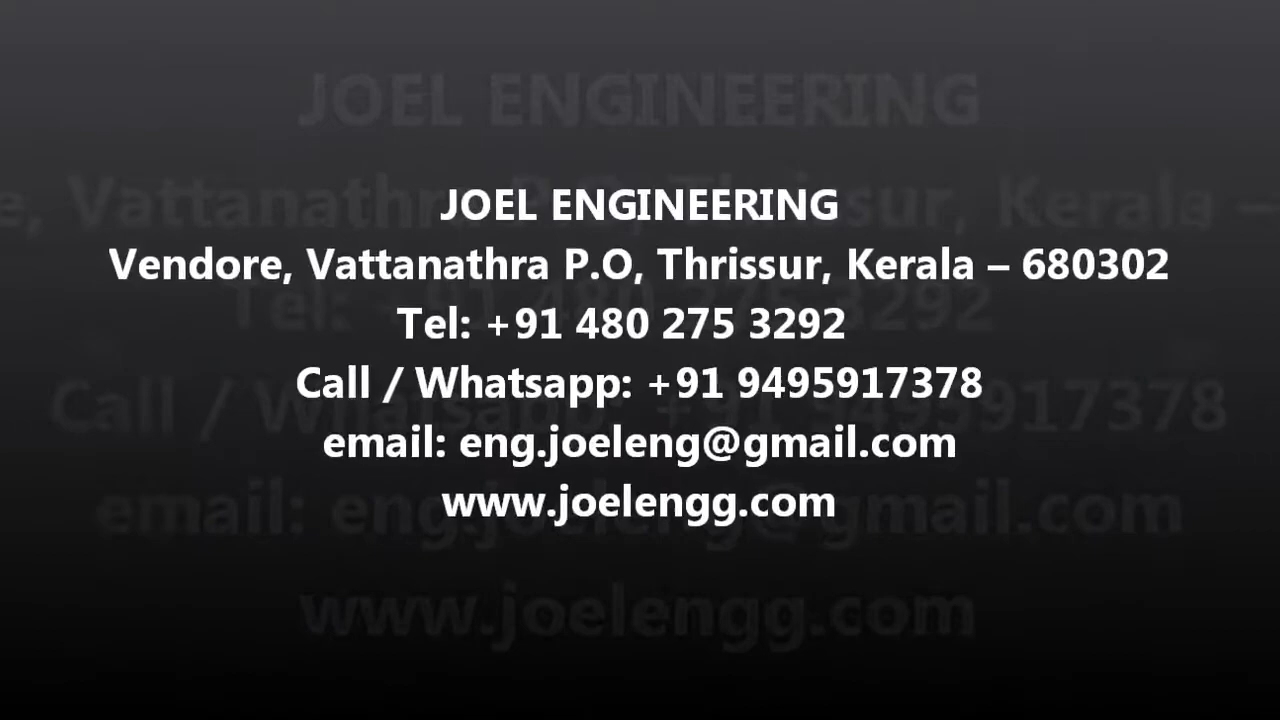 JOEL ENGINEERING
Vendore, Vattanathra P.O, Thrissur, Kerala – 680302
Tel: +91 480 275 3292
Call / Whatsapp: +91 9495917378
email: eng.joeleng@gmail.com
www.joelengg.com